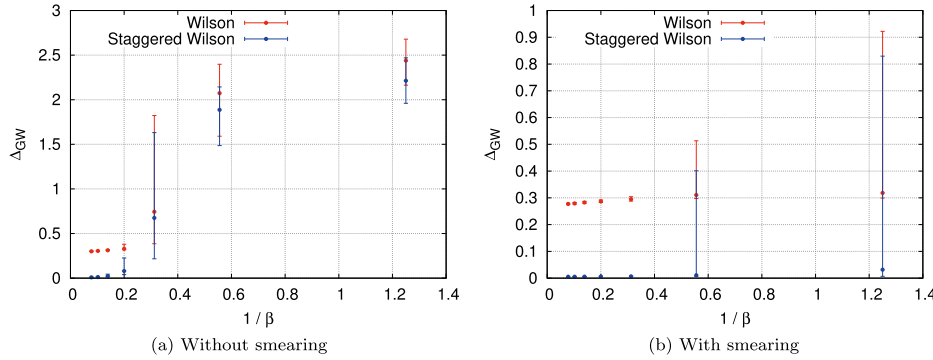 Wilson
Staggered Wilson
3
2.5
2
1.5
1
0.5
0
Δ_GW
0 0.2 0.4 0.6 0.8 1 1.2 1.4
1 / β
(a) Without smearing
Wilson
Staggered Wilson
1
0.9
0.8
0.7
0.6
0.5
0.4
0.3
0.2
0.1
0
Δ_GW
0 0.2 0.4 0.6 0.8 1 1.2 1.4
1 / β
(b) With smearing